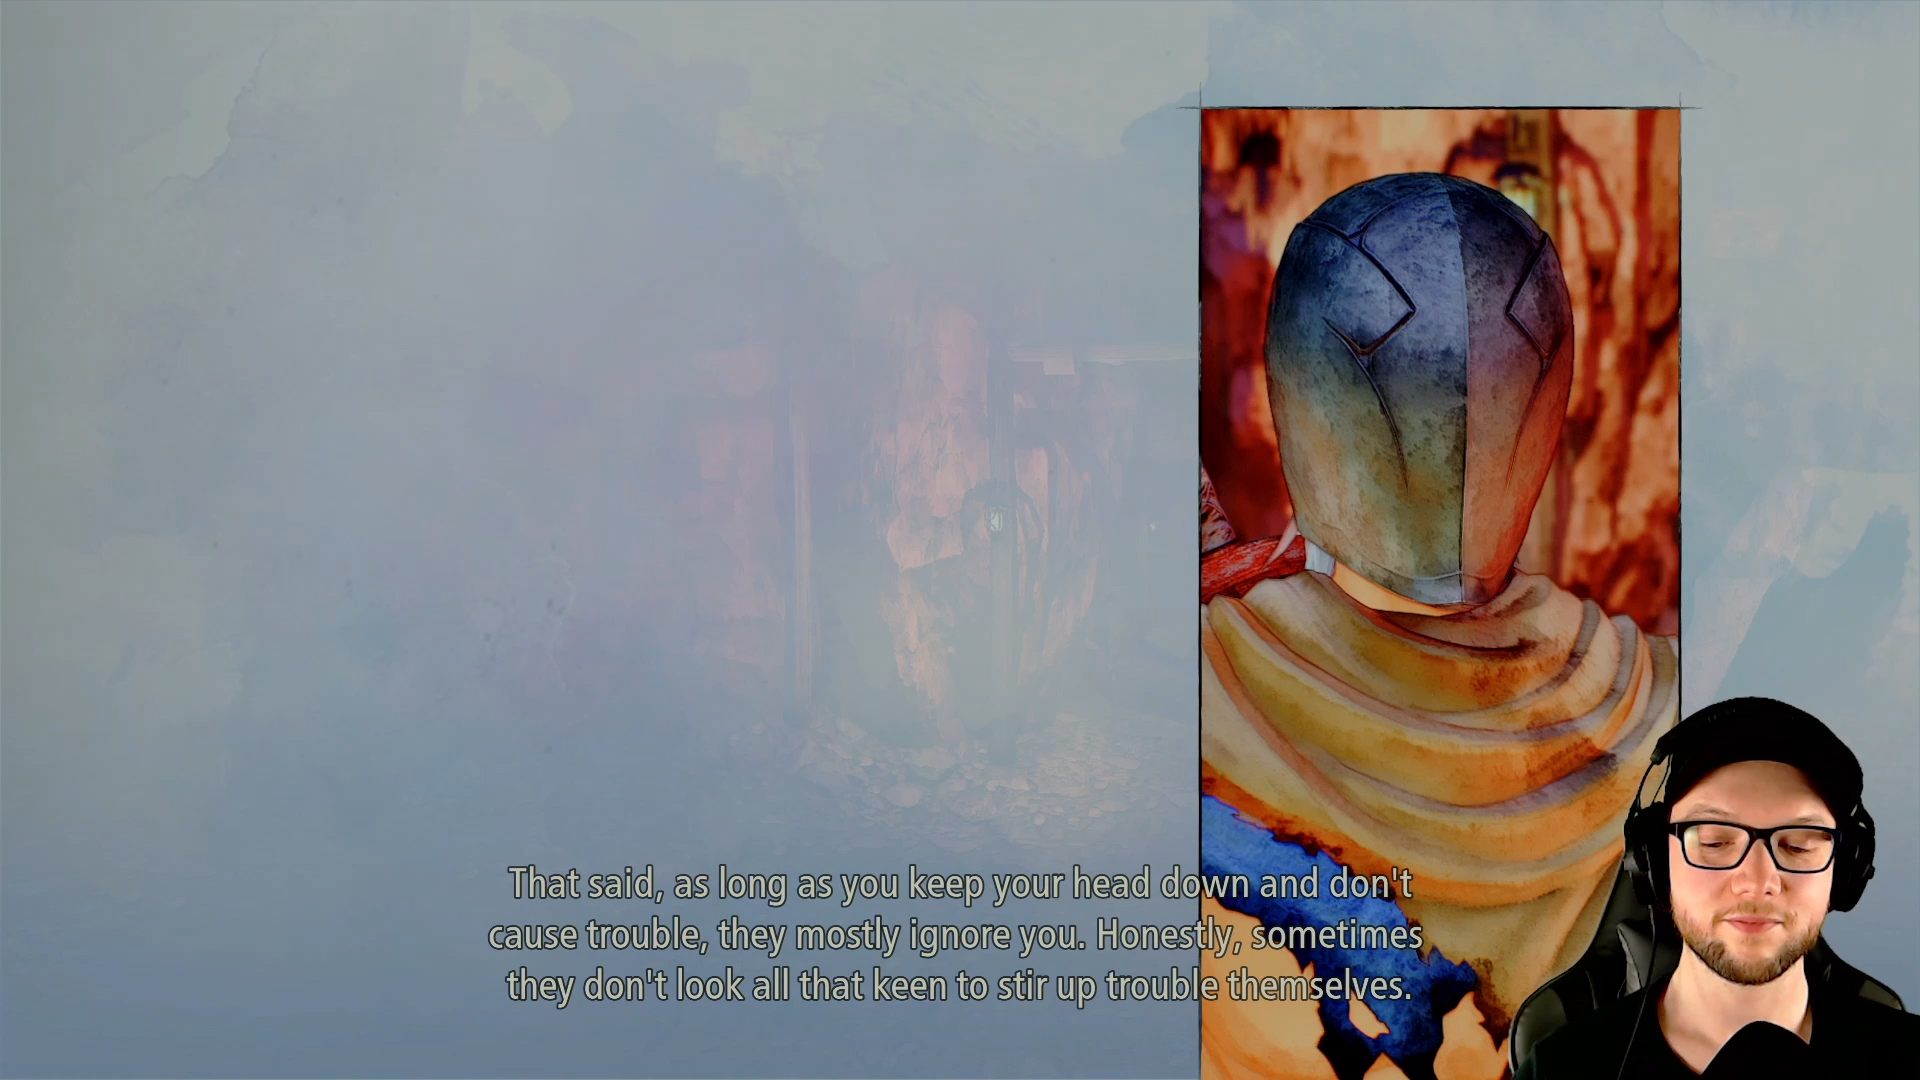 That said, as long as you keep your head down and don't
cause trouble, they mostly ignore you. Honestly, sometimes
they don't look all that keen to stir up trouble themselves.